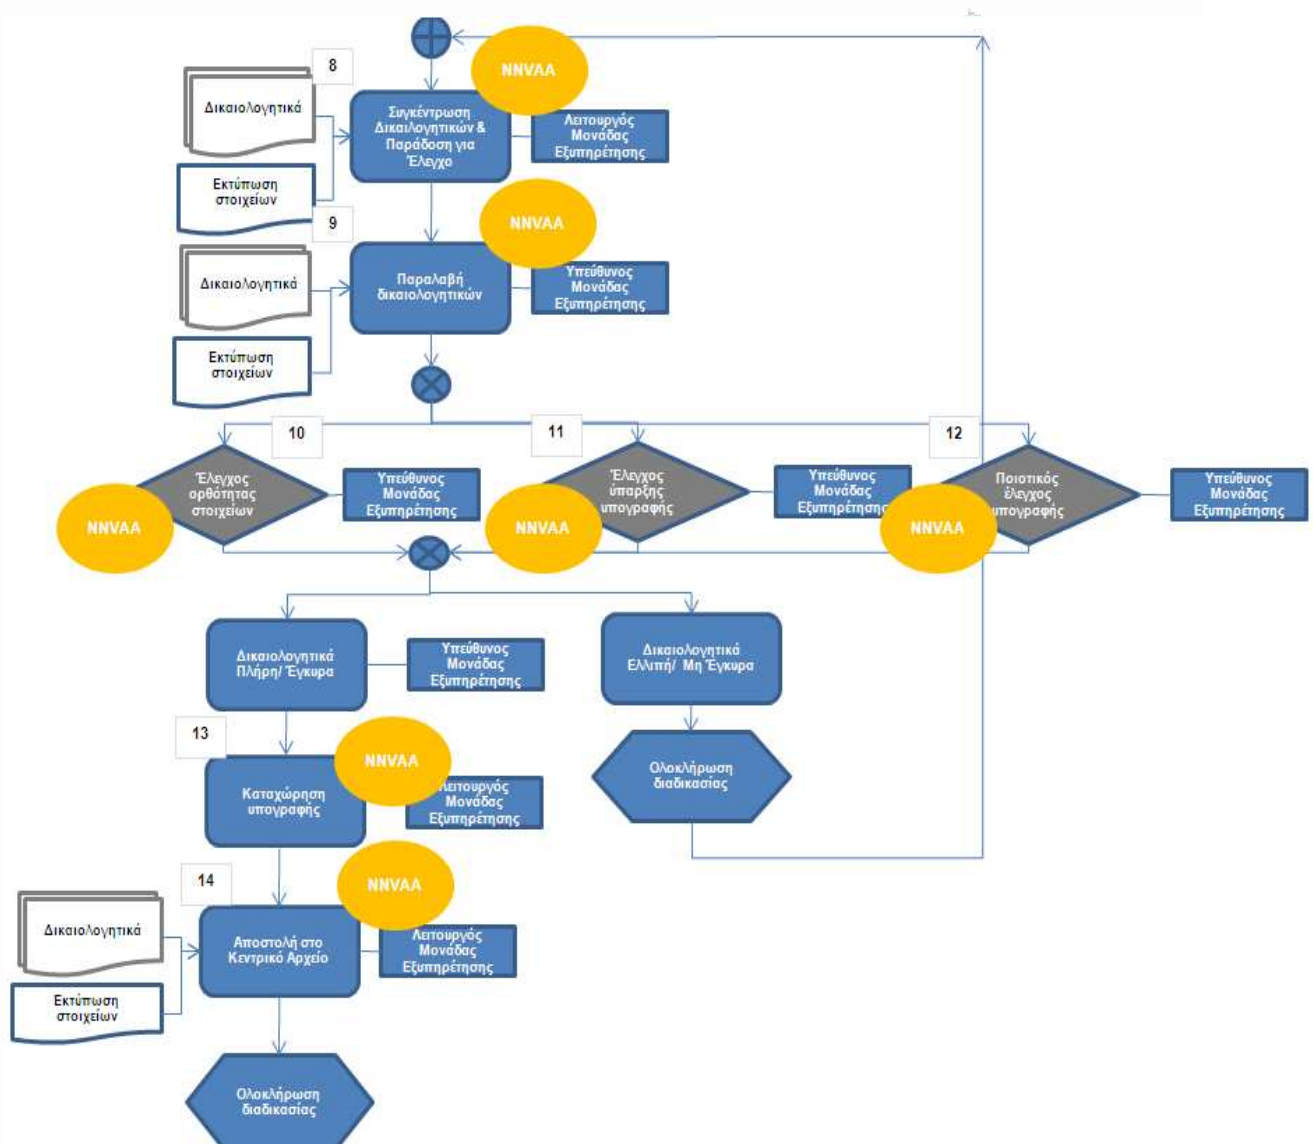 8
NNVAA
Δικαιολογητικά
Συγκέντρωση
Δικαιλογητικών &
Παράδοση για
Έλεγχο
Λειτουργός
Μονάδας
Εξυπηρέτησης
Εκτύπωση
στοιχείων
9
NNVAA
Δικαιολογητικά
Παραλαβή
δικαιολογητικών
Υπεύθυνος
Μονάδας
Εξυπηρέτησης
Εκτύπωση
στοιχείων
10
11
12
Έλεγχος
ορθότητας
στοιχείων
Υπεύθυνος
Μονάδας
Εξυπηρέτησης
NNVAA
Έλεγχος
ύπαρξης
υπογραφής
Υπεύθυνος
Μονάδας
Εξυπηρέτησης
NNVAA
Ποιοτικός
έλεγχος
υπογραφής
Υπεύθυνος
Μονάδας
Εξυπηρέτησης
NNVAA
Δικαιολογητικά
Πλήρη/ Έγκυρα
Υπεύθυνος
Μονάδας
Εξυπηρέτησης
Δικαιολογητικά
Ελλιπή/ Μη Έγκυρα
13
NNVAA
Καταχώρηση
υπογραφής
Λειτουργός
Μονάδας
Εξυπηρέτησης
Ολοκλήρωση
διαδικασίας
14
NNVAA
Δικαιολογητικά
Αποστολή στο
Κεντρικό Αρχείο
Λειτουργός
Μονάδας
Εξυπηρέτησης
Εκτύπωση
στοιχείων
Ολοκλήρωση
διαδικασίας